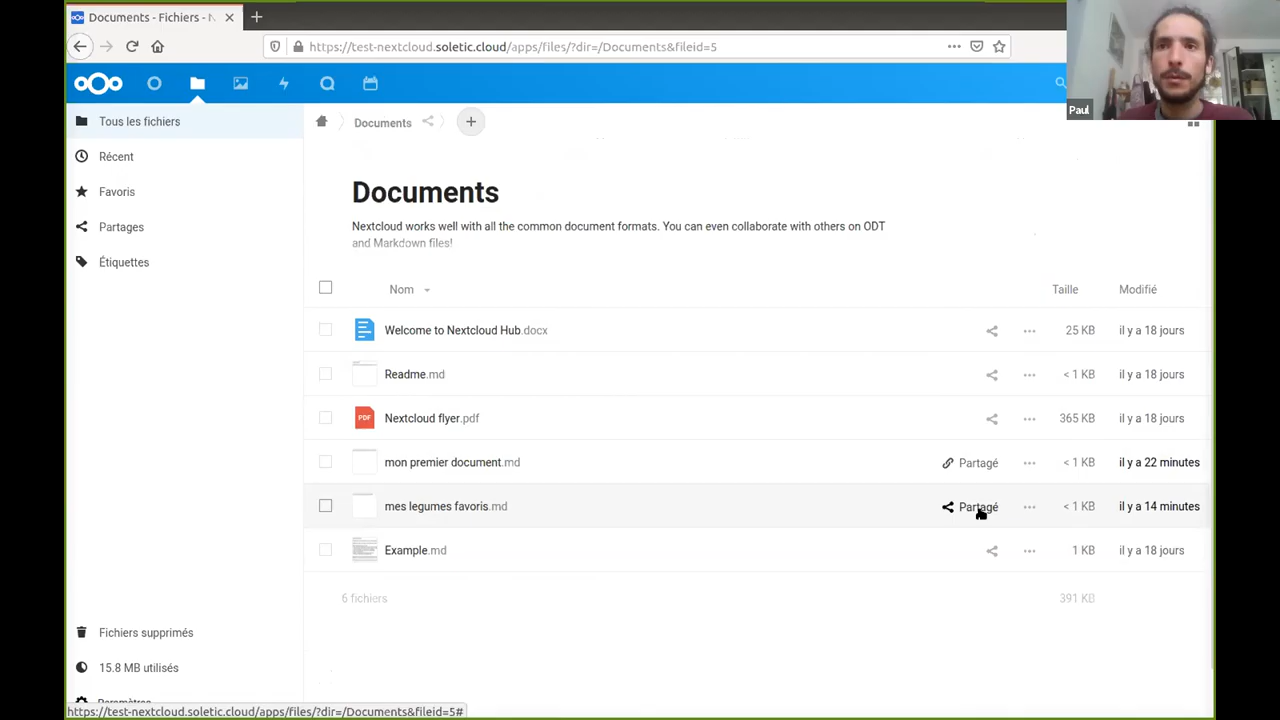 Documents - Fichiers - N
https://test-nextcloud.soletic.cloud/apps/files/?dir=/Documents&fileid=5
Paul
Tous les fichiers
Récent
Favoris
Partages
Étiquettes
Fichiers supprimés
15.8 MB utilisés
Paramètres
Documents
Documents
Nextcloud works well with all the common document formats. You can even collaborate with others on ODT
and Markdown files!
Nom Taille Modifié
Welcome to Nextcloud Hub.docx 25 KB il y a 18 jours
Readme.md < 1 KB il y a 18 jours
PDF Nextcloud flyer.pdf 365 KB il y a 18 jours
mon premier document.md Partagé < 1 KB il y a 22 minutes
mes legumes favoris.md Partagé < 1 KB il y a 14 minutes
Example.md 1 KB il y a 18 jours
6 fichiers 391 KB
https://test-nextcloud.soletic.cloud/apps/files/?dir=/Documents&fileid=5#